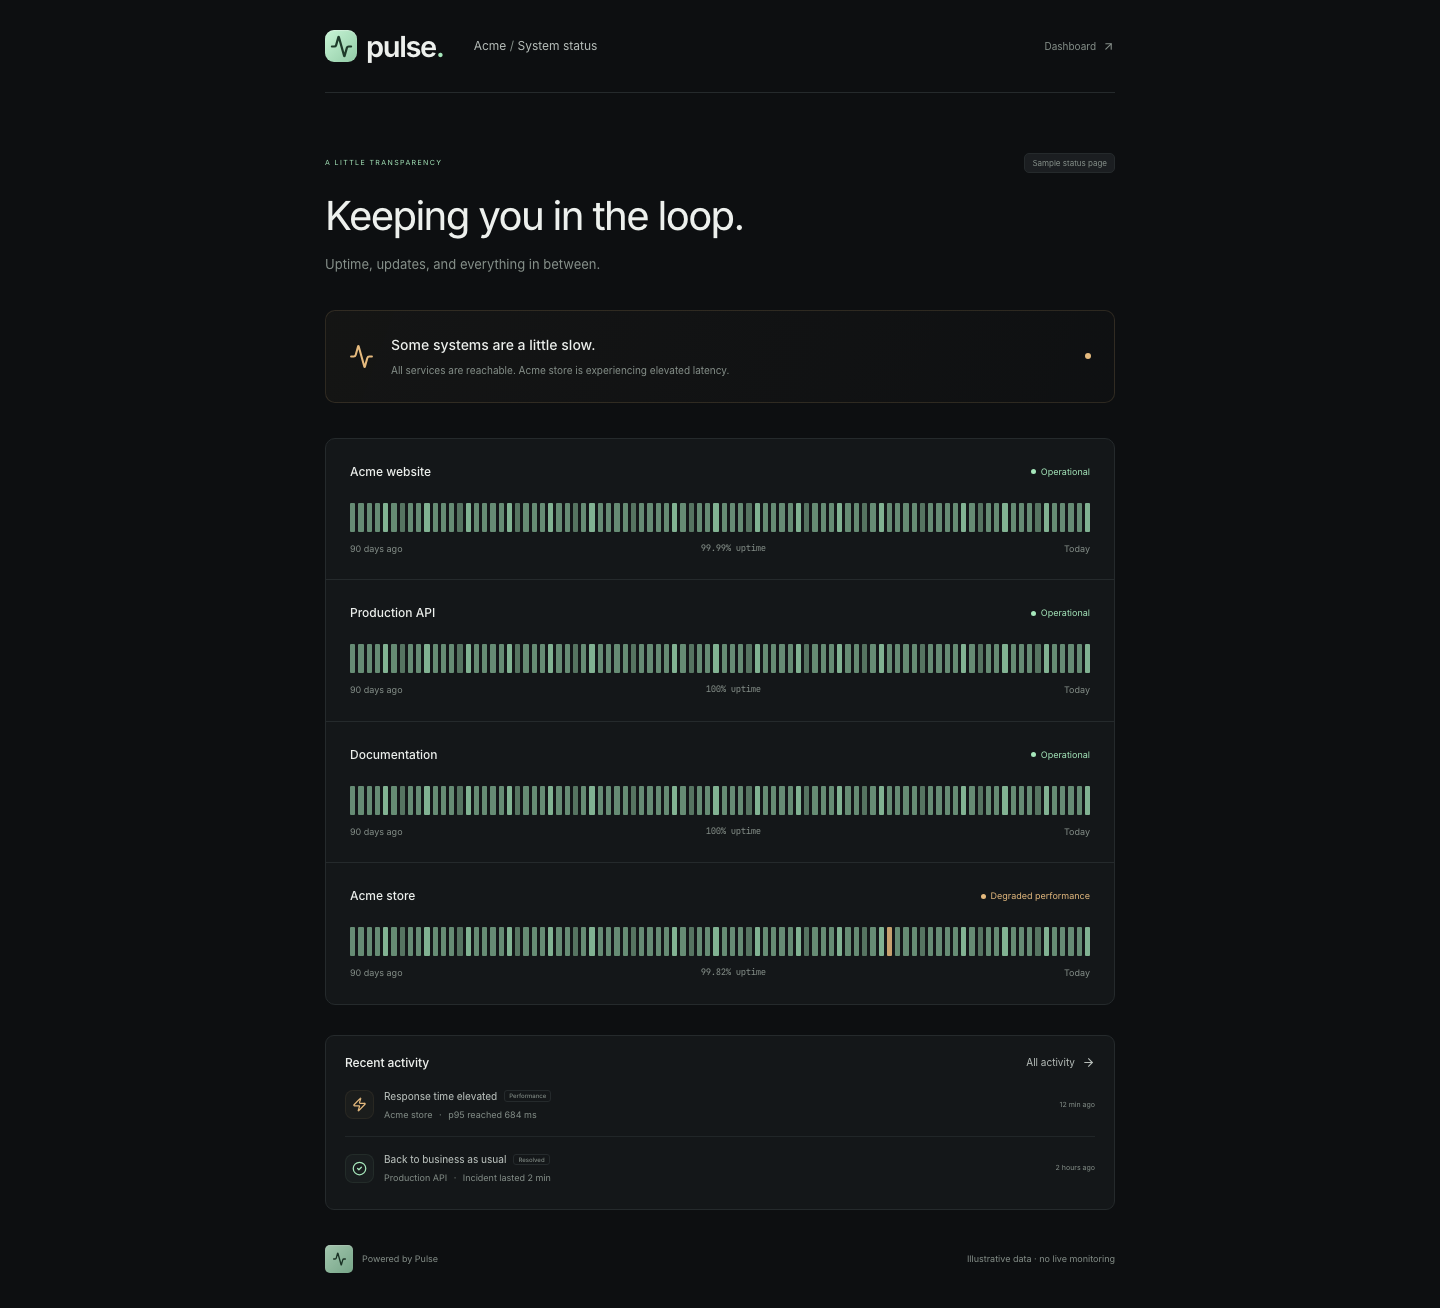 pulse.
Acme / System status
Dashboard
A LITTLE TRANSPARENCY
Sample status page
Keeping you in the loop.
Uptime, updates, and everything in between.
Some systems are a little slow.
All services are reachable. Acme store is experiencing elevated latency.
Acme website
Operational
90 days ago
99.99% uptime
Today
Production API
Operational
90 days ago
100% uptime
Today
Documentation
Operational
90 days ago
100% uptime
Today
Acme store
Degraded performance
90 days ago
99.82% uptime
Today
Recent activity
All activity
Response time elevated
Performance
Acme store · p95 reached 684 ms
12 min ago
Back to business as usual
Resolved
Production API · Incident lasted 2 min
2 hours ago
Powered by Pulse
Illustrative data · no live monitoring